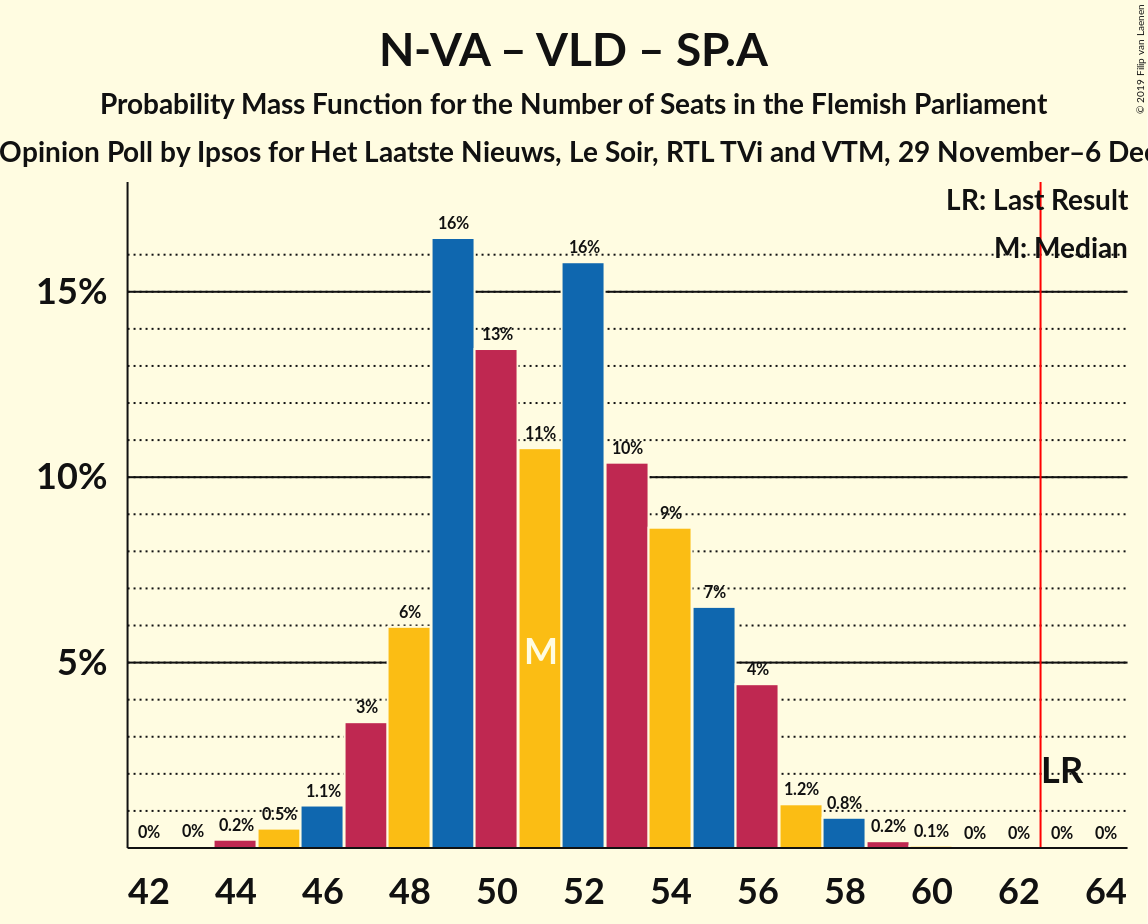 © 2019 Filip van Laenen
N-VA – VLD – SP.A
Probability Mass Function for the Number of Seats in the Flemish Parliament
Opinion Poll by Ipsos for Het Laatste Nieuws, Le Soir, RTL TVi and VTM, 29 November–6 Dec
LR: Last Result
M: Median
15%
10%
5%
0% 0% 0.2% 0.5% 1.1% 3% 6% 16% 13% 11% 16% 10% 9% 7% 4% 1.2% 0.8% 0.2% 0.1% 0% 0% 0% 0%
M
LR
42 44 46 48 50 52 54 56 58 60 62 64